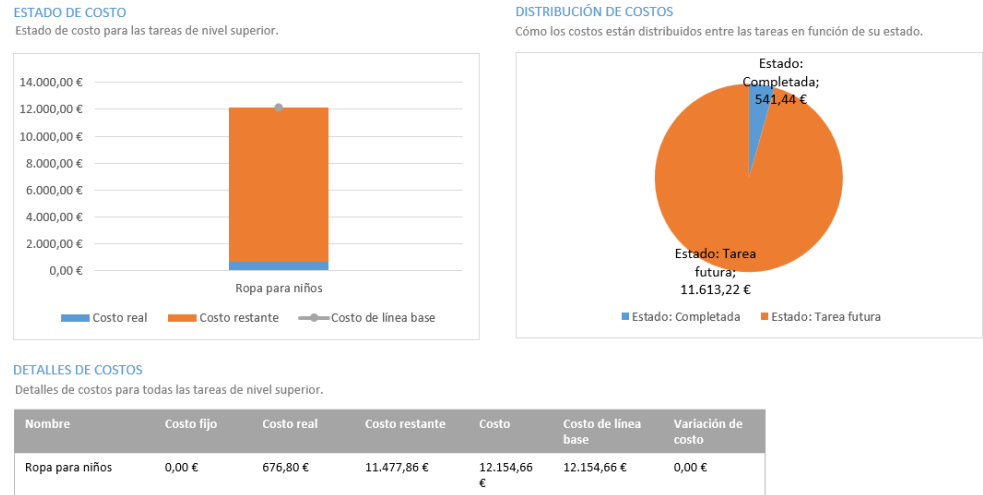 ESTADO DE COSTO
Estado de costo para las tareas de nivel superior.
14.000,00 €
12.000,00 €
10.000,00 €
8.000,00 €
6.000,00 €
4.000,00 €
2.000,00 €
0,00 €
Ropa para niños
Costo real
Costo restante
Costo de línea base
DISTRIBUCIÓN DE COSTOS
Cómo los costos están distribuidos entre las tareas en función de su estado.
Estado:
Completada;
541,44 €
Estado: Tarea
futura;
11.613,22 €
Estado: Completada
Estado: Tarea futura
DETALLES DE COSTOS
Detalles de costos para todas las tareas de nivel superior.
Nombre Costo fijo Costo real Costo restante Costo Costo de línea Variación de
base costo
Ropa para niños 0,00 € 676,80 € 11.477,86 € 12.154,66 12.154,66 € 0,00 €
€